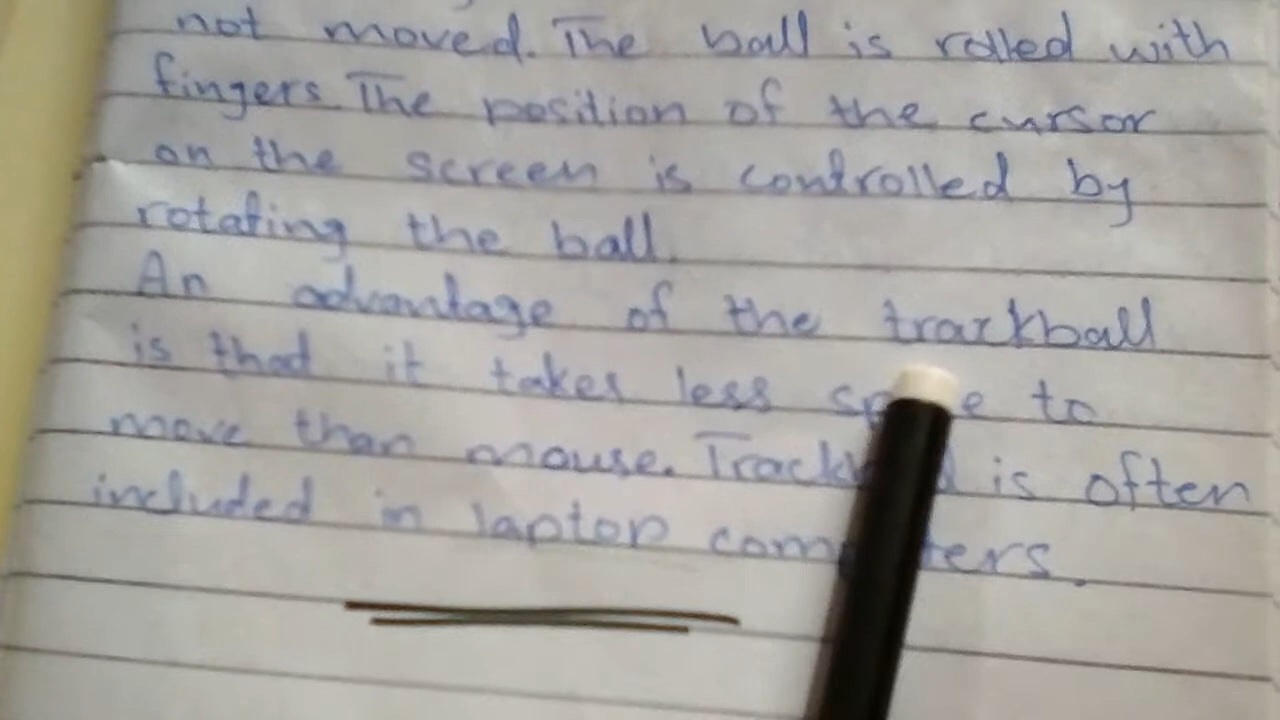 not moved. The ball is rolled with
fingers. The position of the cursor
on the screen is controlled by
rotating the ball.
An advantage of the trackball
is that it takes less to
move than mouse. is often
included in laptop